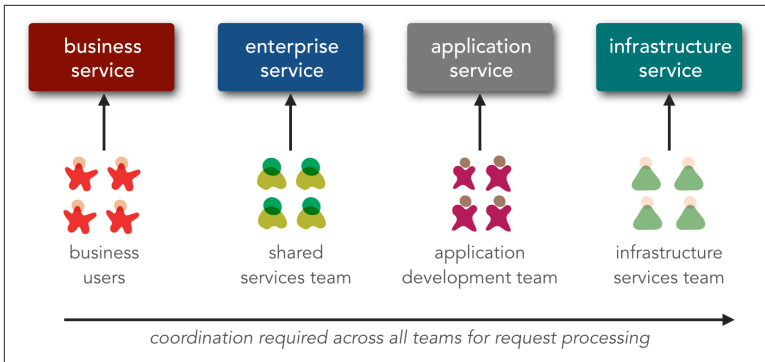 business
service
enterprise
service
application
service
infrastructure
service
business
users
shared
services team
application
development team
infrastructure
services team
coordination required across all teams for request processing